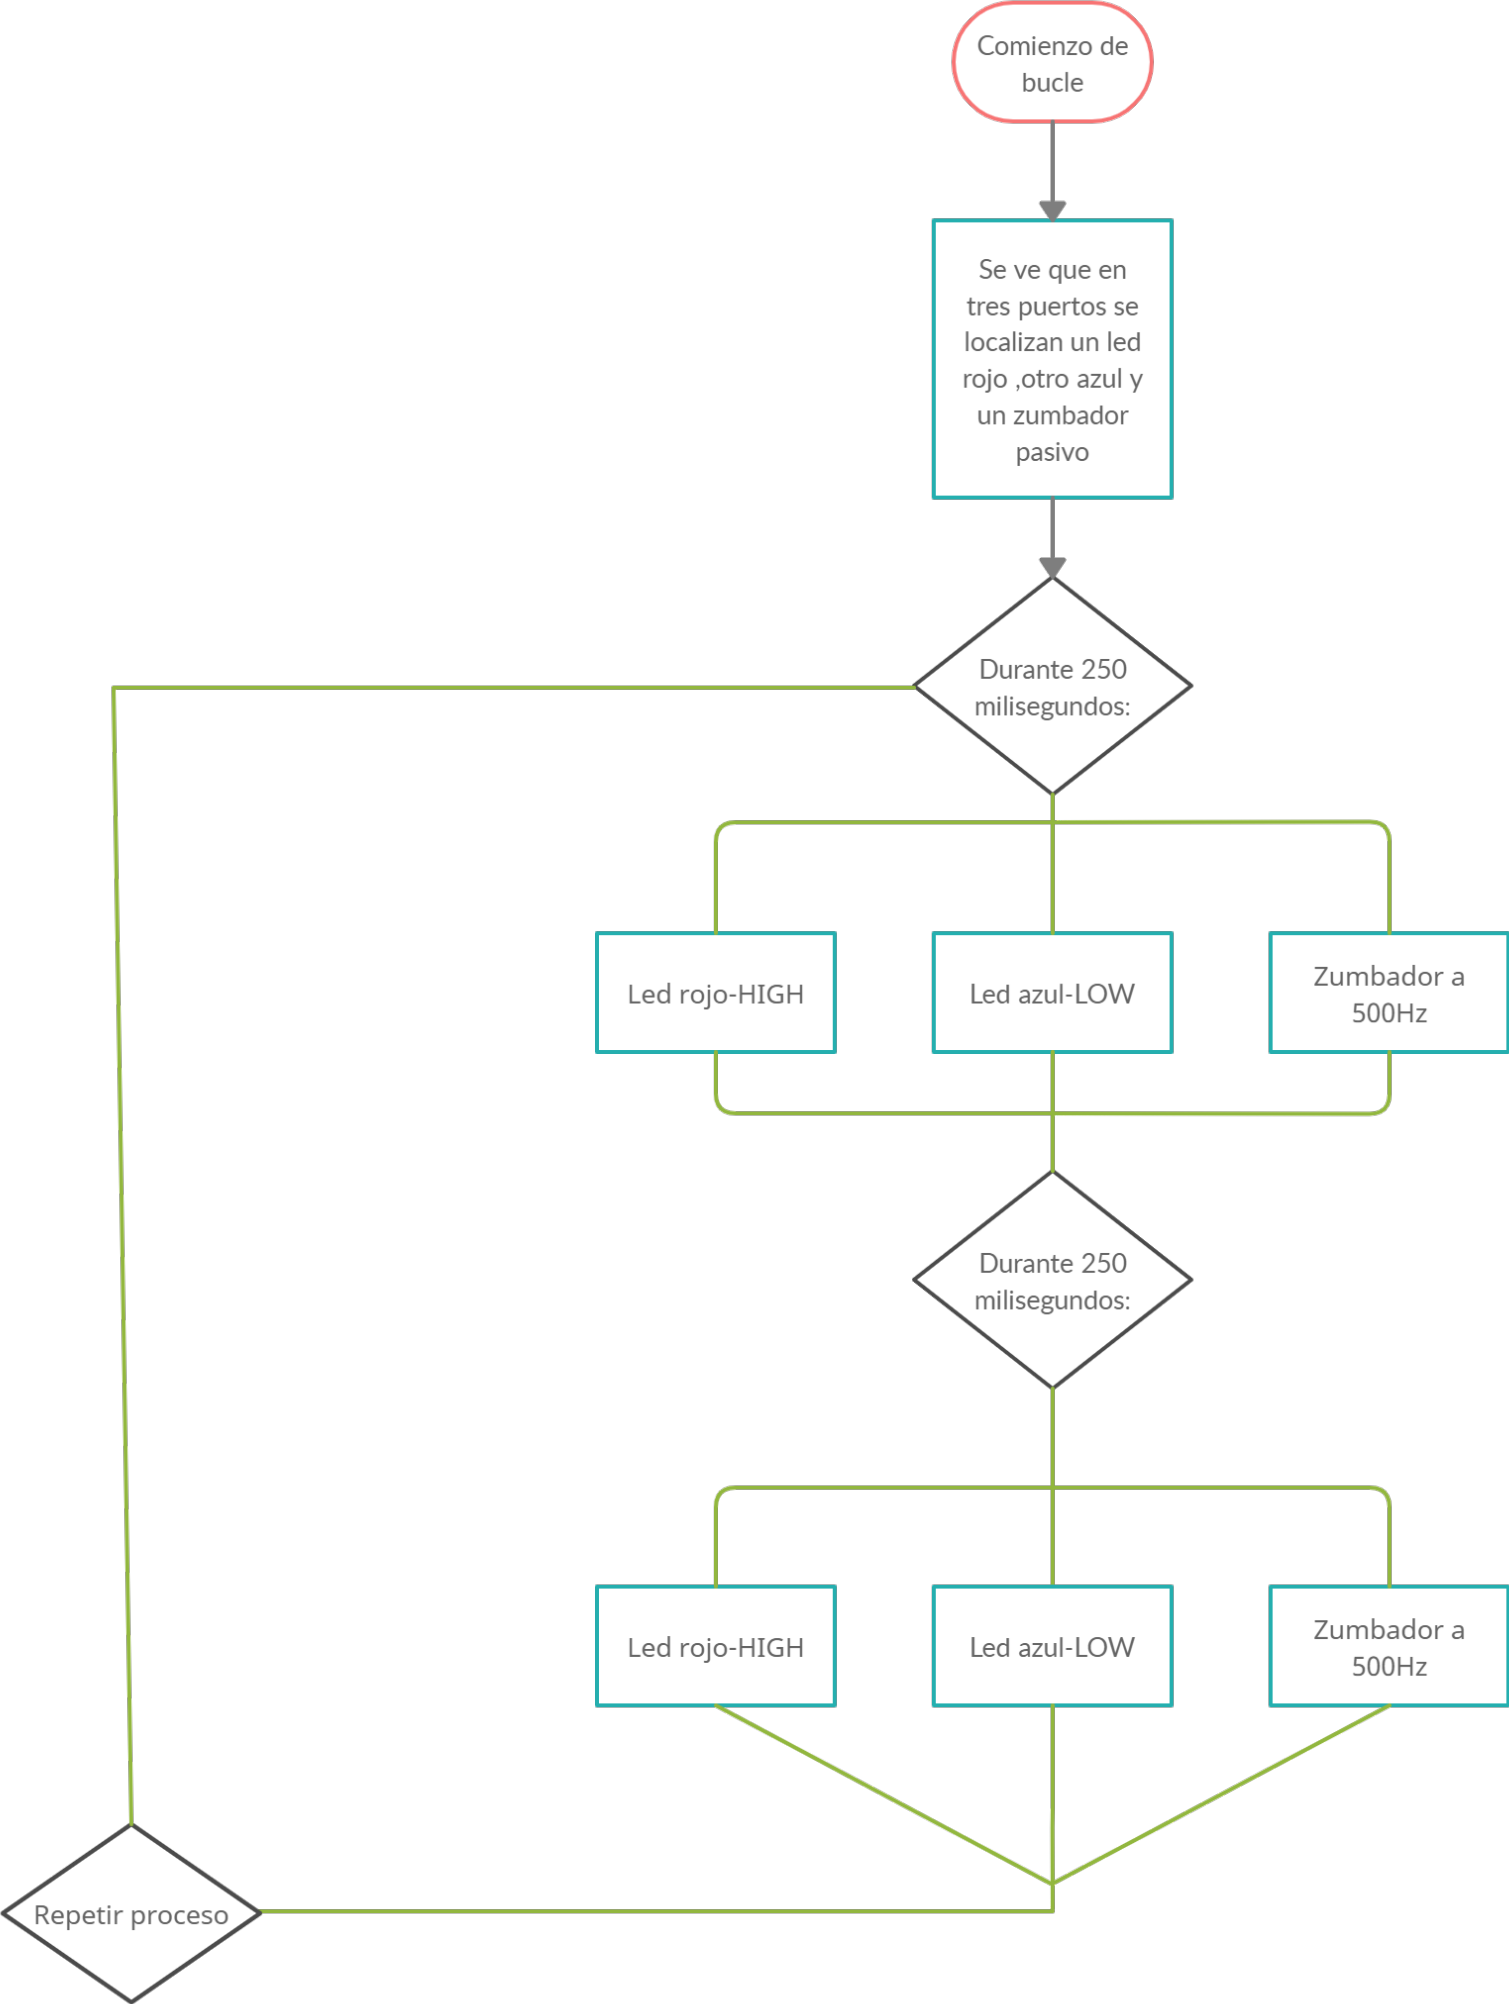 Comienzo de
bucle
Se ve que en
tres puertos se
localizan un led
rojo ,otro azul y
un zumbador
pasivo
Durante 250
milisegundos:
Led rojo-HIGH
Led azul-LOW
Zumbador a
500Hz
Durante 250
milisegundos:
Led rojo-HIGH
Led azul-LOW
Zumbador a
500Hz
Repetir proceso